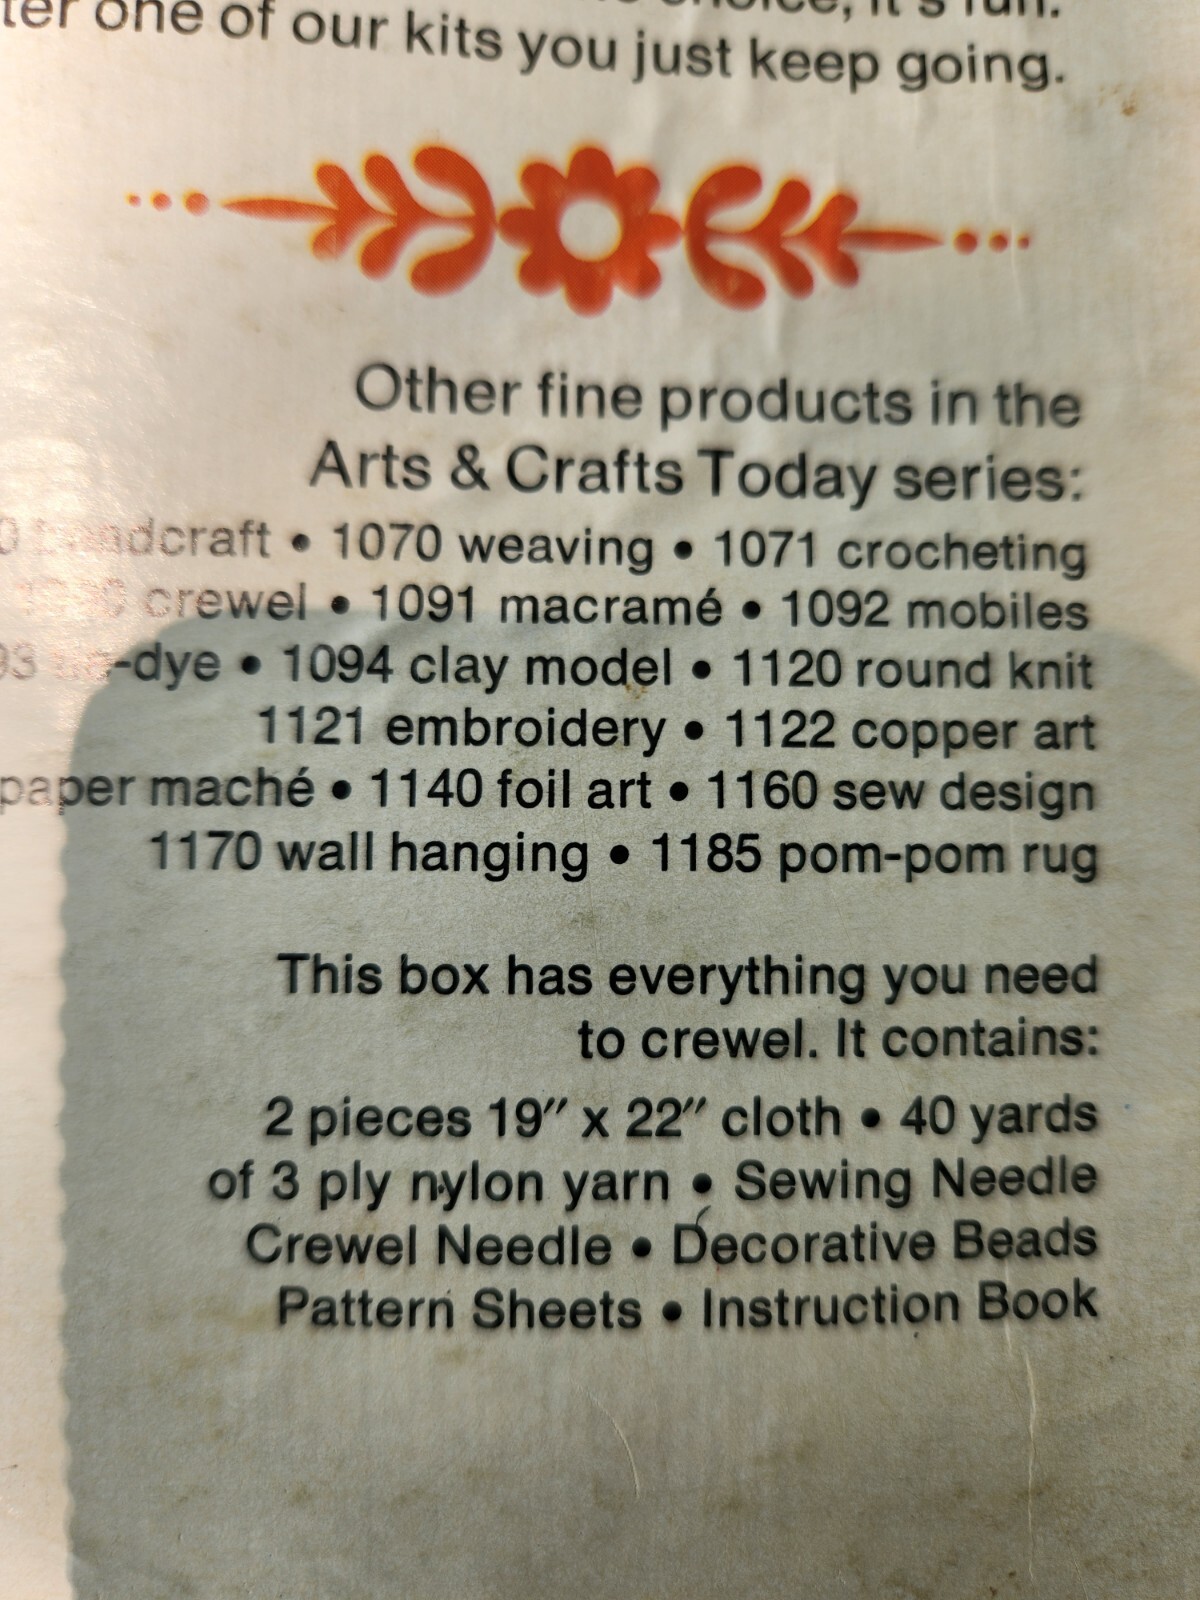 one of our kits you just keep going.
Other fine products in the
Arts & Crafts Today series:
• 1070 weaving • 1071 crocheting
crewel • 1091 macramé • 1092 mobiles
-dye • 1094 clay model • 1120 round knit
1121 embroidery • 1122 copper art
paper maché • 1140 foil art • 1160 sew design
1170 wall hanging • 1185 pom-pom rug
This box has everything you need
to crewel. It contains:
2 pieces 19″ x 22″ cloth • 40 yards
of 3 ply nylon yarn • Sewing Needle
Crewel Needle • Decorative Beads
Pattern Sheets • Instruction Book